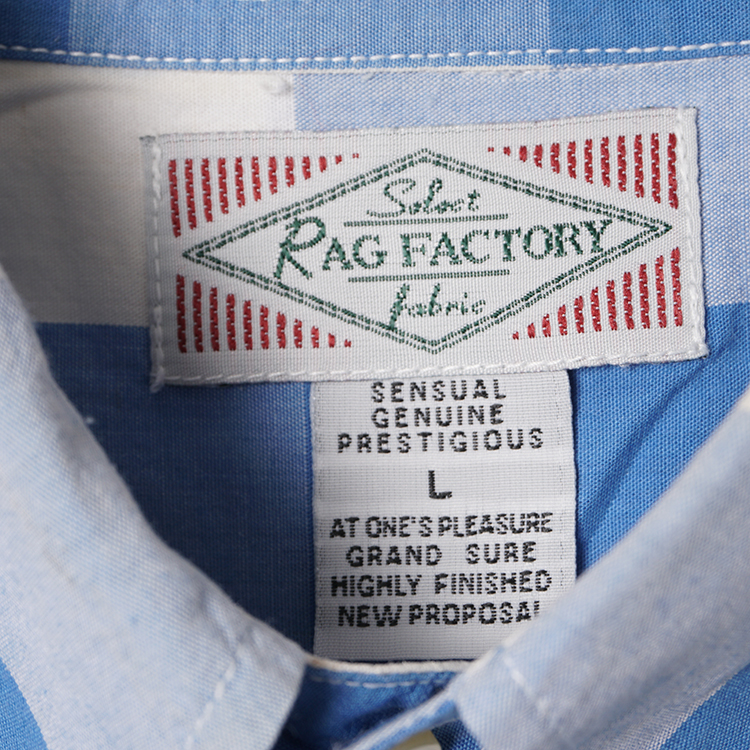 Select
RAG FACTORY
fabric
SENSUAL
GENUINE
PRESTIGIOUS
L
AT ONE'S PLEASURE
GRAND SURE
HIGHLY FINISHED
NEW PROPOSAL